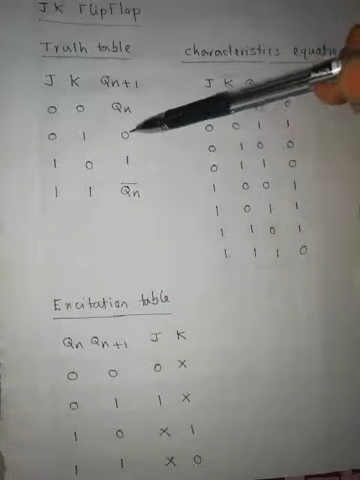 JK Flipflop
Truth table
J K Qn+1
0 0 Qn
0 1 0
1 0 1
1 1 Q̅n
characteristics
J K
0
0 0 1 1
0 1 0 0
0 1 1 0
1 0 0 1
1 0 1 1
1 1 0 1
1 1 1 0
Excitation table
Qn Qn+1 J K
0 0 0 X
0 1 1 X
1 0 X 1
1 1 X 0